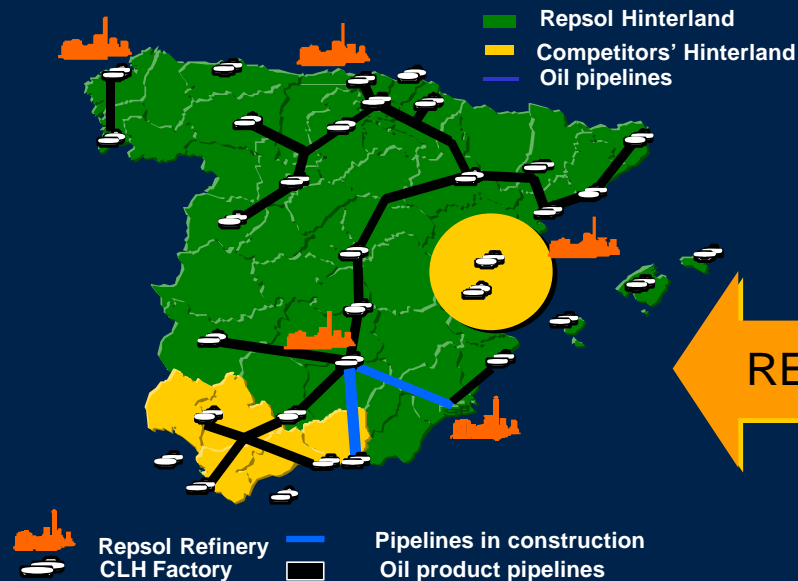 Repsol Hinterland
Competitors' Hinterland
Oil pipelines
RE
Repsol Refinery
Pipelines in construction
CLH Factory
Oil product pipelines